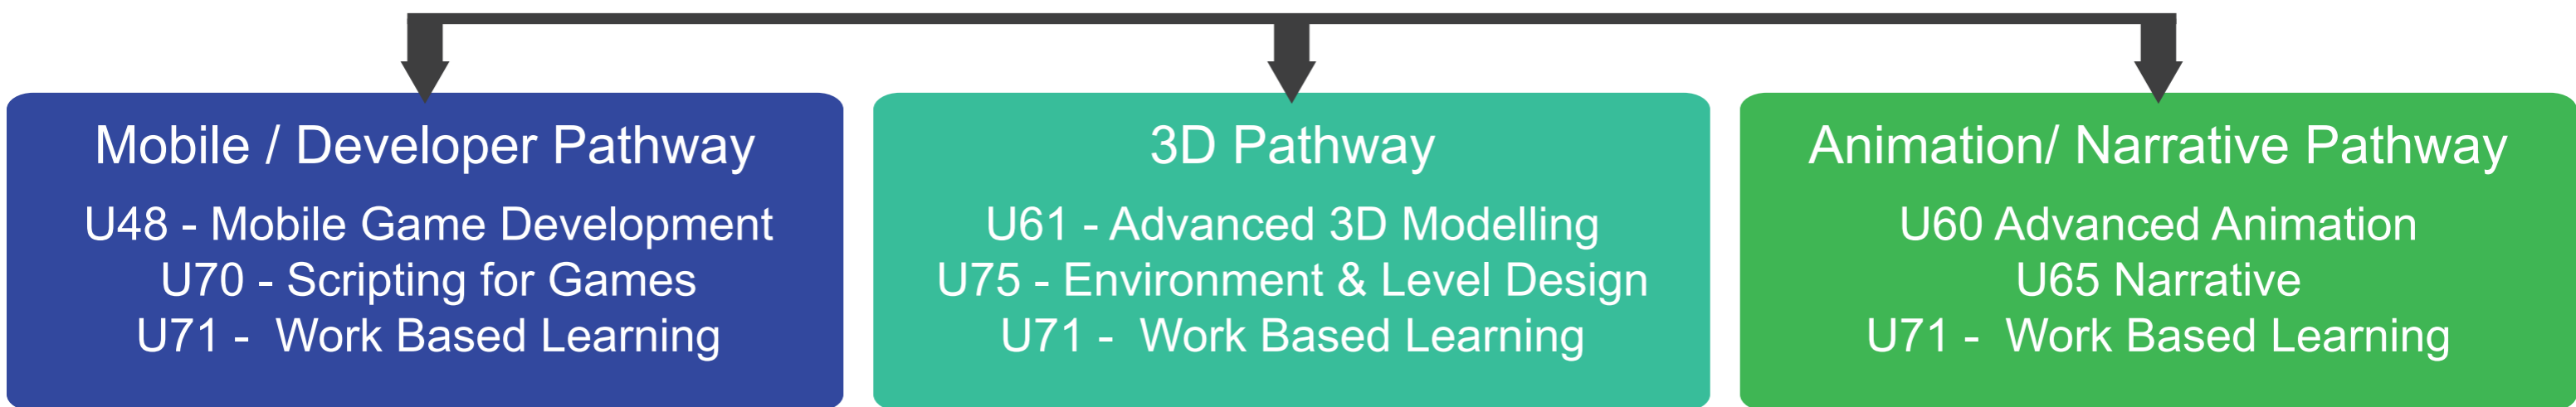 Mobile / Developer Pathway
U48 - Mobile Game Development
U70 - Scripting for Games
U71 -  Work Based Learning
3D Pathway
U61 - Advanced 3D Modelling
U75 - Environment & Level Design
U71 -  Work Based Learning
Animation/ Narrative Pathway
U60 Advanced Animation
U65 Narrative
U71 -  Work Based Learning